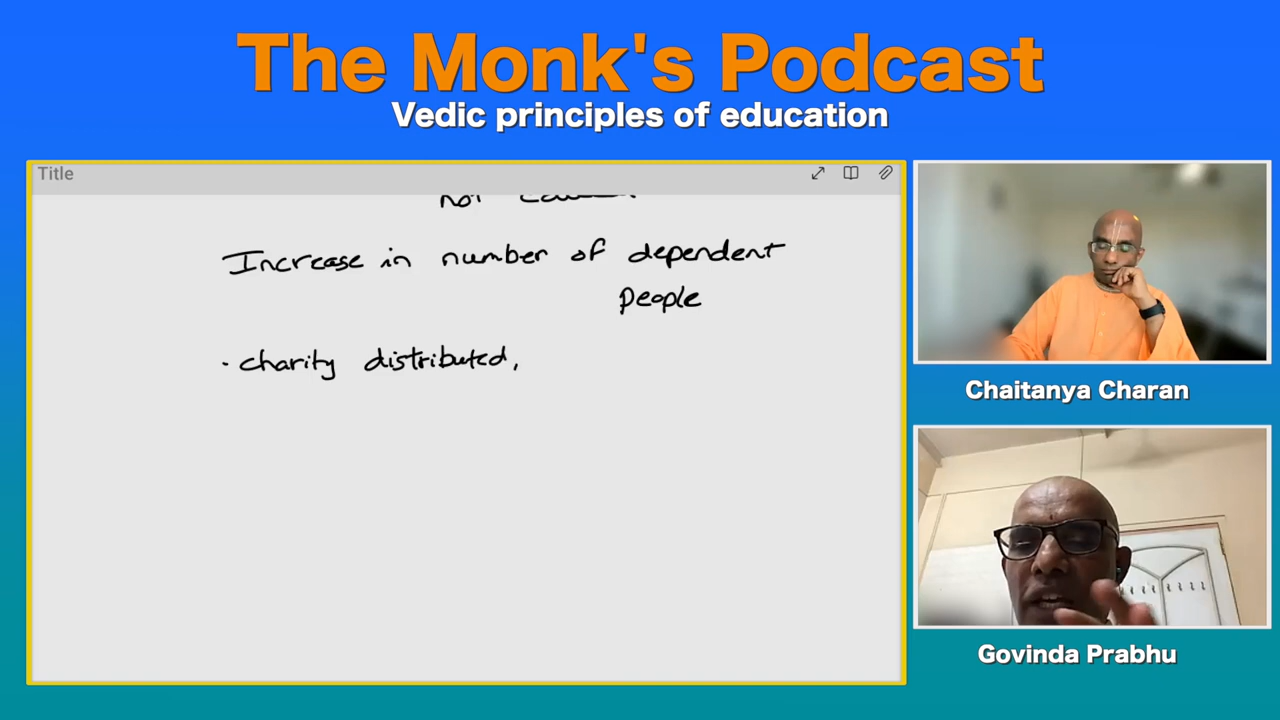 The Monk's Podcast
Vedic principles of education
Title
not
Increase in number of dependent
people
· charity distributed,
Chaitanya Charan
Govinda Prabhu